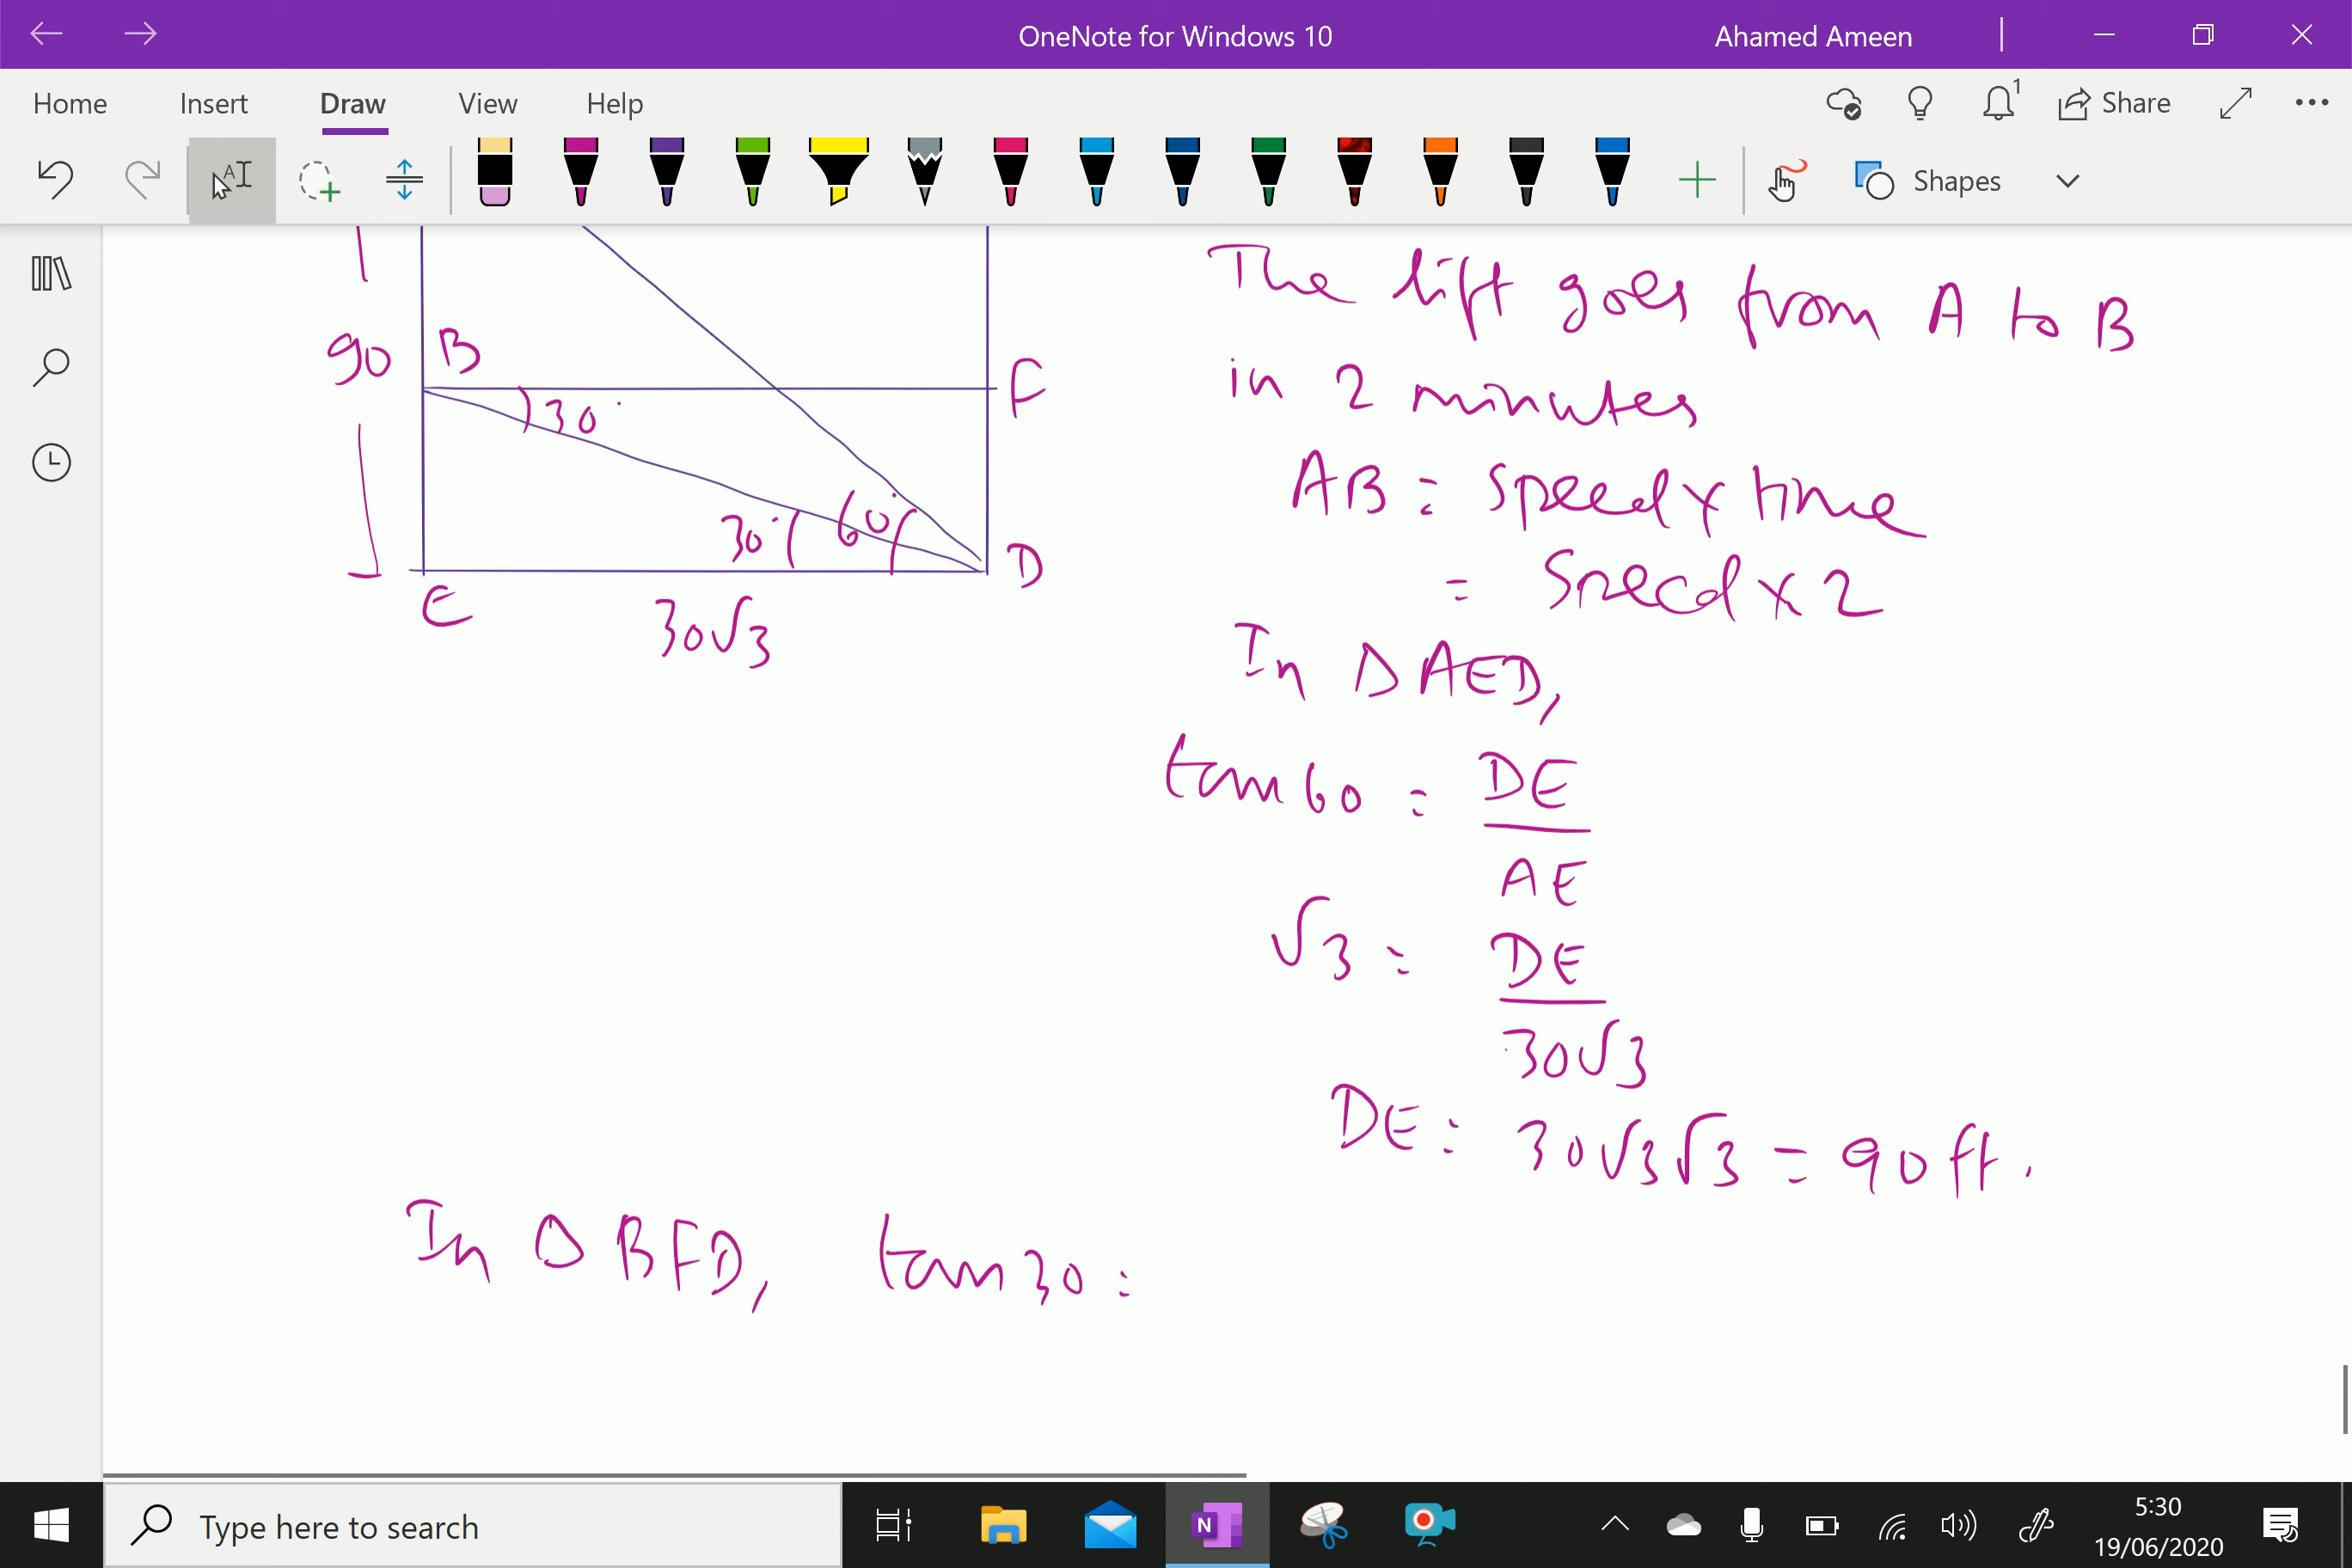 OneNote for Windows 10
Ahamed Ameen
Home Insert Draw View Help
1
Share
Shapes
90
B
30°
F
30°
60°
D
E
30√3
The lift goes from A to B
in 2 minutes
AB = speed x time
= Speed x 2
In Δ AED,
tan 60 = DE
AE
√3 = DE
30√3
DE = 30√3√3 = 90 ft.
In Δ BFD, tan 30 =
Type here to search
N
5:30
19/06/2020